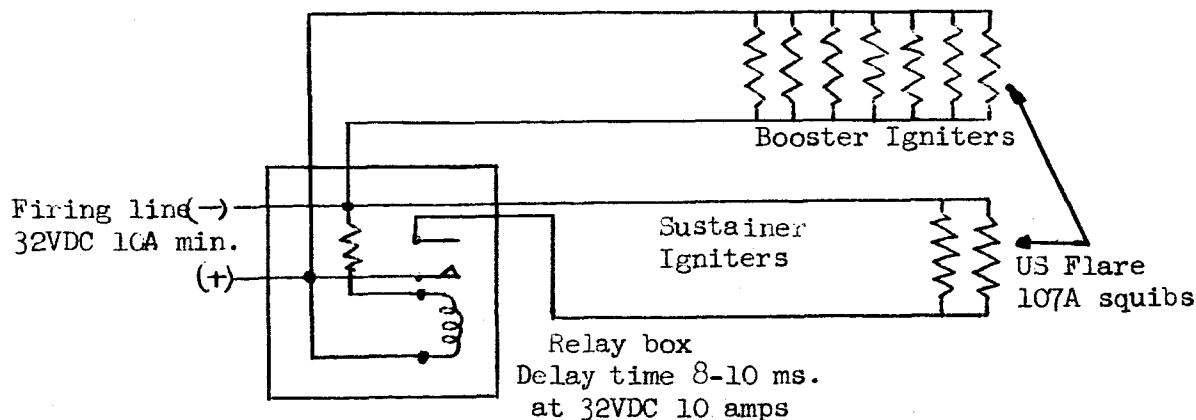 Booster Igniters
Firing line(-)
32VDC 10A min.
(+)
Sustainer
Igniters
US Flare
107A squibs
Relay box
Delay time 8-10 ms.
at 32VDC 10 amps